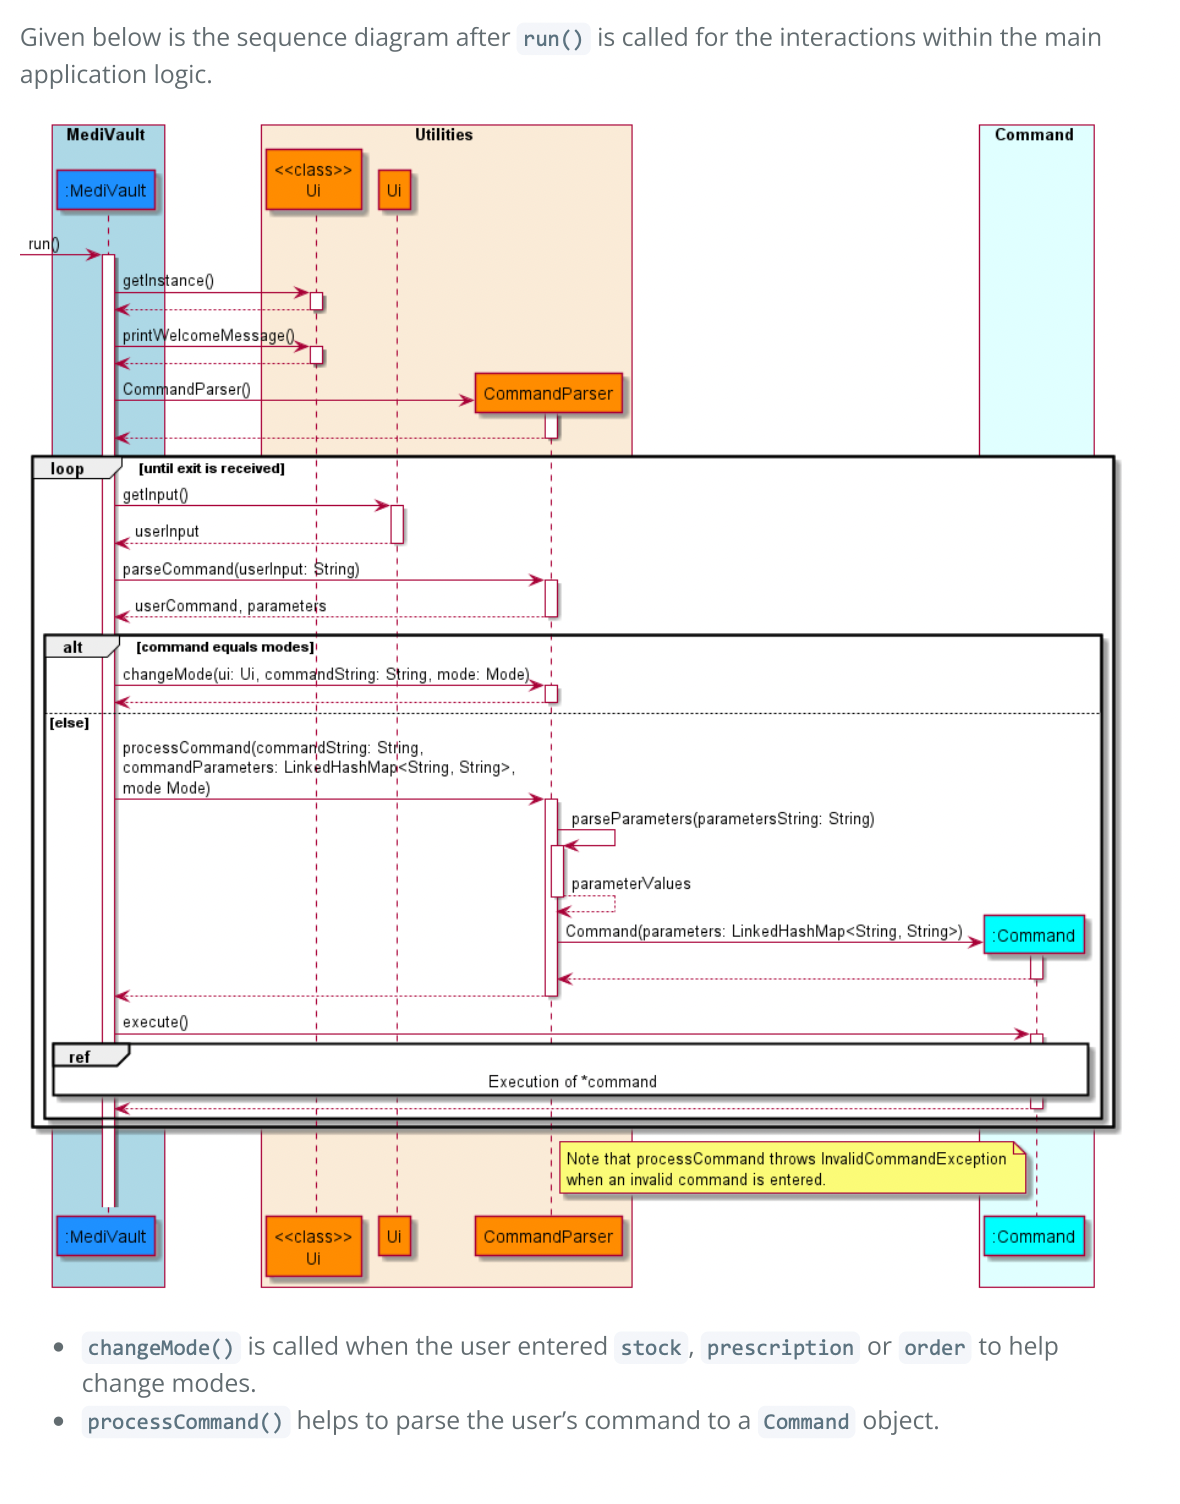 Given below is the sequence diagram after run() is called for the interactions within the main
application logic.
MediVault
Utilities
Command
:MediVault
<<class>>
Ui
Ui
run()
getInstance()
printWelcomeMessage()
CommandParser()
CommandParser
loop
[until exit is received]
getInput()
userInput
parseCommand(userInput: String)
userCommand, parameters
alt
[command equals modes]
changeMode(ui: Ui, commandString: String, mode: Mode)
[else]
processCommand(commandString: String,
commandParameters: LinkedHashMap<String, String>,
mode Mode)
parseParameters(parametersString: String)
parameterValues
Command(parameters: LinkedHashMap<String, String>)
:Command
execute()
ref
Execution of *command
Note that processCommand throws InvalidCommandException
when an invalid command is entered.
:MediVault
<<class>>
Ui
Ui
CommandParser
:Command
• changeMode() is called when the user entered stock, prescription or order to help
change modes.
• processCommand() helps to parse the user’s command to a Command object.